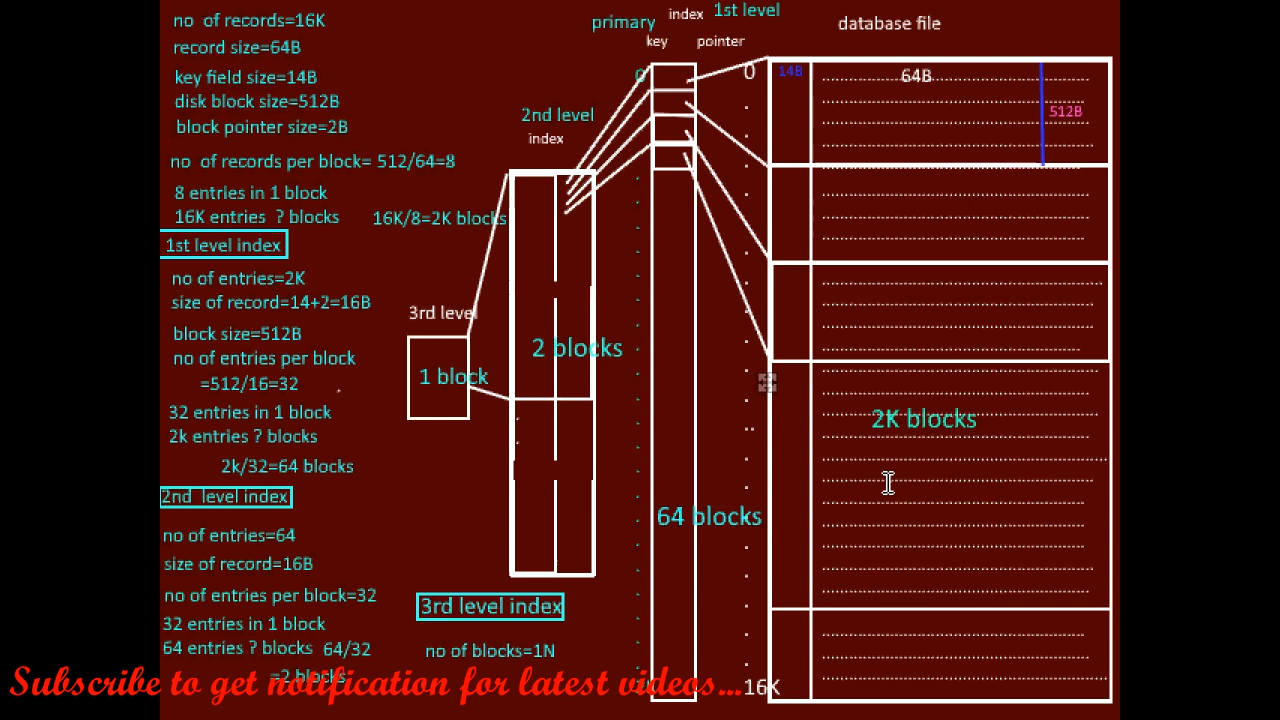 no of records=16K
record size=64B
key field size=14B
disk block size=512B
block pointer size=2B
no of records per block= 512/64=8
8 entries in 1 block
16K entries ? blocks 16K/8=2K blocks
1st level index
no of entries=2K
size of record=14+2=16B
block size=512B
no of entries per block
=512/16=32
32 entries in 1 block
2k entries ? blocks
2k/32=64 blocks
2nd level index
no of entries=64
size of record=16B
no of entries per block=32
32 entries in 1 block
64 entries ? blocks 64/32
=2 blocks
3rd level
1 block
3rd level index
no of blocks=1N
2nd level
index
2 blocks
primary index 1st level
key pointer
0
64 blocks
database file
0
14B
64B
512B
2K blocks
16K
Subscribe to get notification for latest videos...